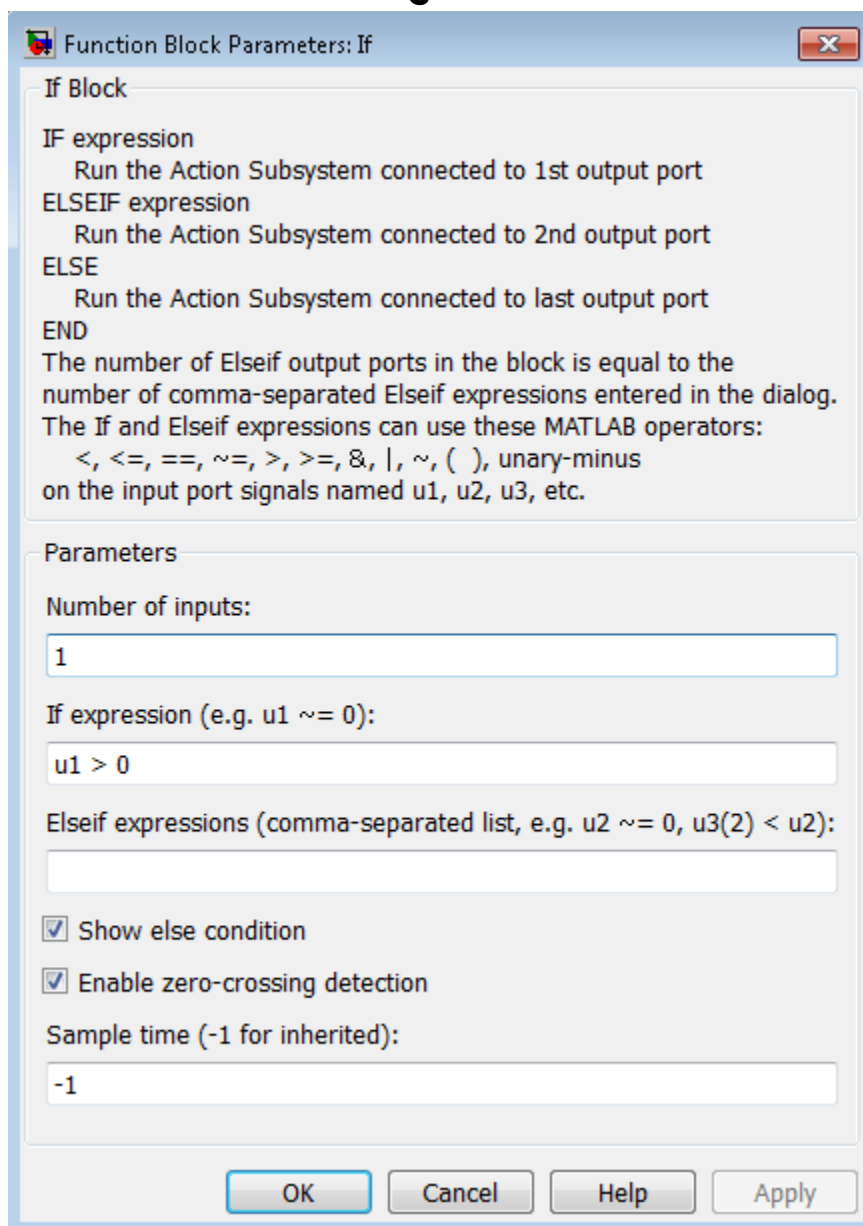 Function Block Parameters: If
If Block
IF expression
Run the Action Subsystem connected to 1st output port
ELSEIF expression
Run the Action Subsystem connected to 2nd output port
ELSE
Run the Action Subsystem connected to last output port
END
The number of Elseif output ports in the block is equal to the
number of comma-separated Elseif expressions entered in the dialog.
The If and Elseif expressions can use these MATLAB operators:
<, <=, ==, ~=, >, >=, &, |, ~, ( ), unary-minus
on the input port signals named u1, u2, u3, etc.
Parameters
Number of inputs:
1
If expression (e.g. u1 ~= 0):
u1 > 0
Elseif expressions (comma-separated list, e.g. u2 ~= 0, u3(2) < u2):
Show else condition
Enable zero-crossing detection
Sample time (-1 for inherited):
-1
OK Cancel Help Apply